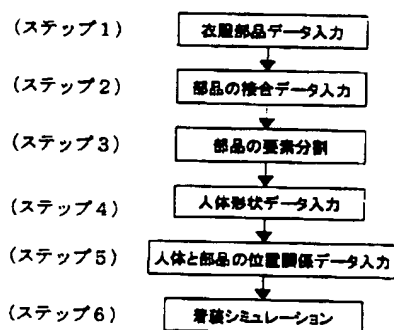 (ステップ1)
衣服部品データ入力
(ステップ2)
部品の接合データ入力
(ステップ3)
部品の要素分割
(ステップ4)
人体形状データ入力
(ステップ5)
人体と部品の位置関係データ入力
(ステップ6)
着装シミュレーション